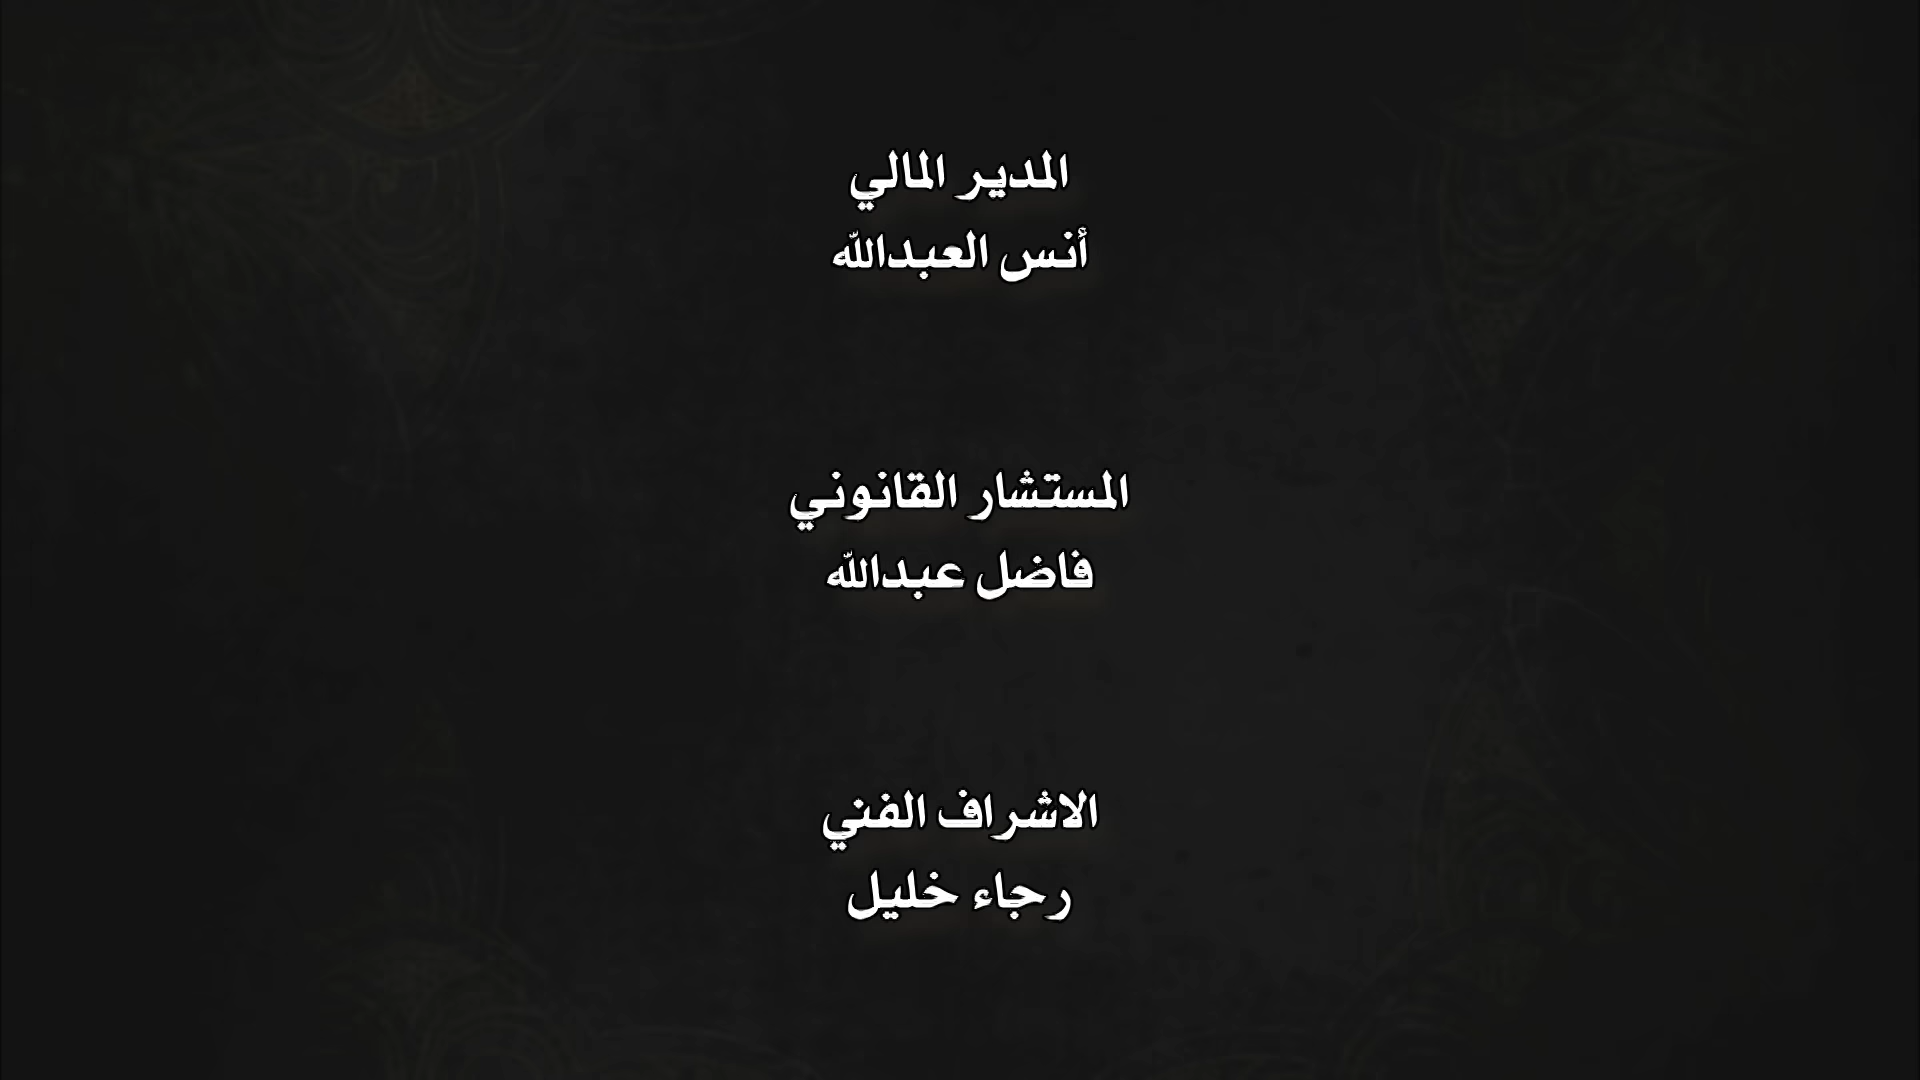 المدير المالي
أنس العبدالله
المستشار القانوني
فاضل عبدالله
الاشراف الفني
رجاء خليل